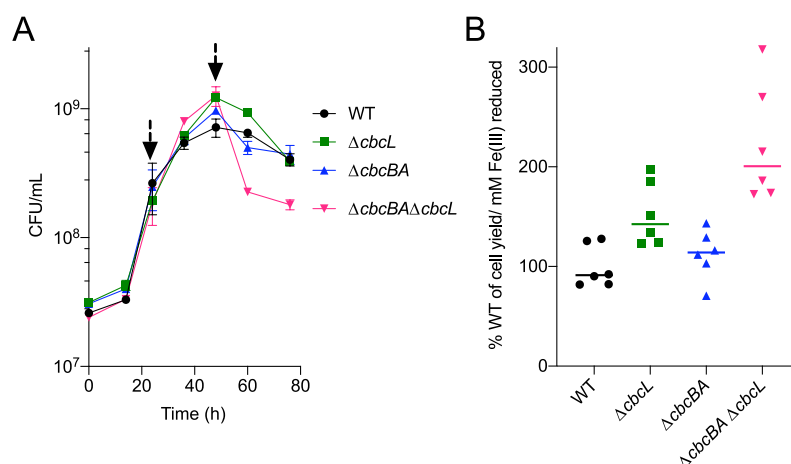 A
CFU/mL
10⁹
10⁸
10⁷
0
20
40
60
80
Time (h)
WT
ΔcbcL
ΔcbcBA
ΔcbcBAΔcbcL
B
% WT of cell yield/ mM Fe(III) reduced
300
200
100
0
WT
ΔcbcL
ΔcbcBA
ΔcbcBA ΔcbcL